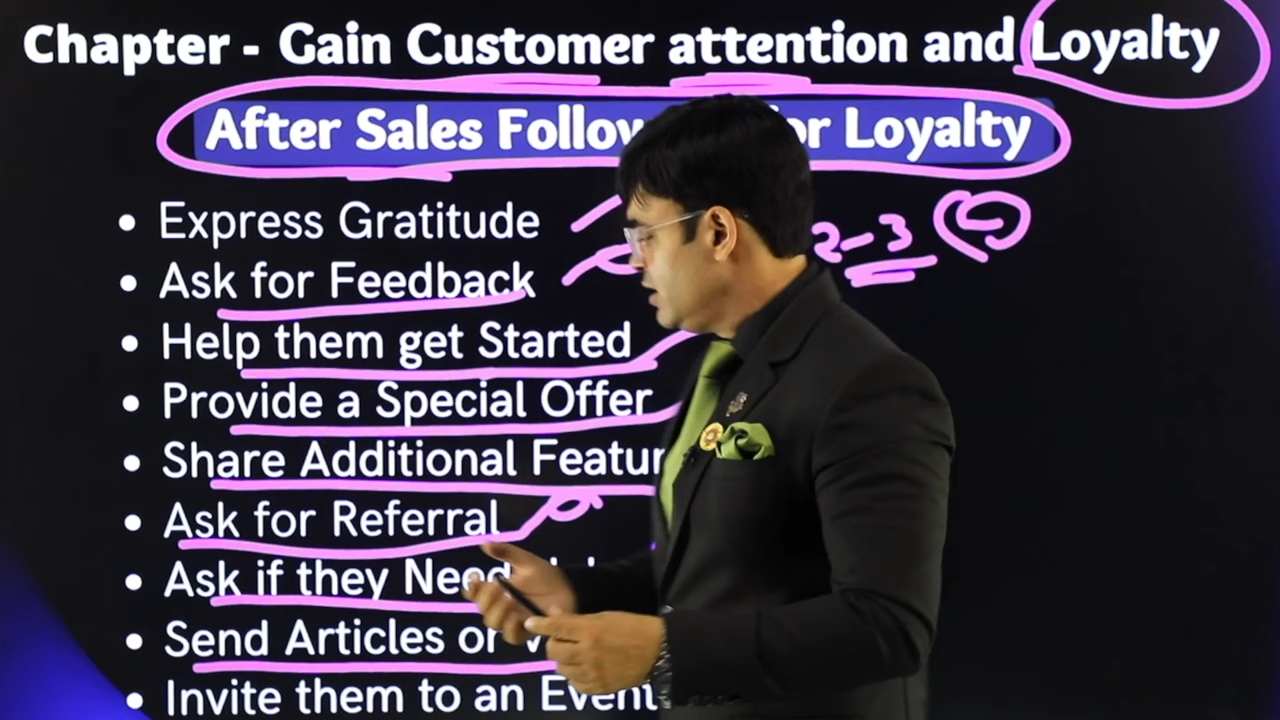 Chapter - Gain Customer attention and Loyalty
After Sales Loyalty
2-3
• Express Gratitude
• Ask for Feedback
• Help them get Started
• Provide a Special Offer
• Share Additional
• Ask for Referral
• Ask if they
• Send Articles or
• Invite them to an Event